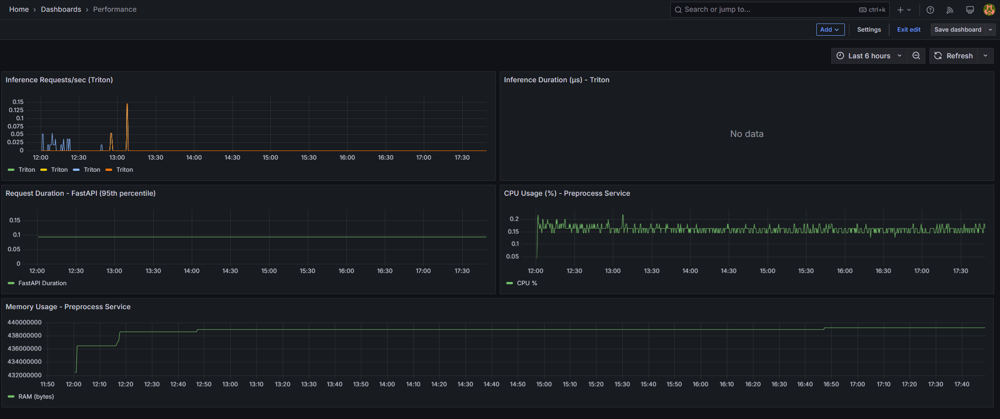 Home › Dashboards › Performance
Search or jump to... ctrl+k
Add Settings Exit edit Save dashboard
Last 6 hours Refresh
Inference Requests/sec (Triton)
0.15
0.125
0.1
0.075
0.05
0.025
0
12:00 12:30 13:00 13:30 14:00 14:30 15:00 15:30 16:00 16:30 17:00 17:30
Triton Triton Triton Triton
Inference Duration (µs) - Triton
No data
Request Duration - FastAPI (95th percentile)
0.15
0.1
0.05
0
12:00 12:30 13:00 13:30 14:00 14:30 15:00 15:30 16:00 16:30 17:00 17:30
FastAPI Duration
CPU Usage (%) - Preprocess Service
0.2
0.15
0.1
0.05
12:00 12:30 13:00 13:30 14:00 14:30 15:00 15:30 16:00 16:30 17:00 17:30
CPU %
Memory Usage - Preprocess Service
440000000
438000000
436000000
434000000
432000000
11:50 12:00 12:10 12:20 12:30 12:40 12:50 13:00 13:10 13:20 13:30 13:40 13:50 14:00 14:10 14:20 14:30 14:40 14:50 15:00 15:10 15:20 15:30 15:40 15:50 16:00 16:10 16:20 16:30 16:40 16:50 17:00 17:10 17:20 17:30 17:40
RAM (bytes)